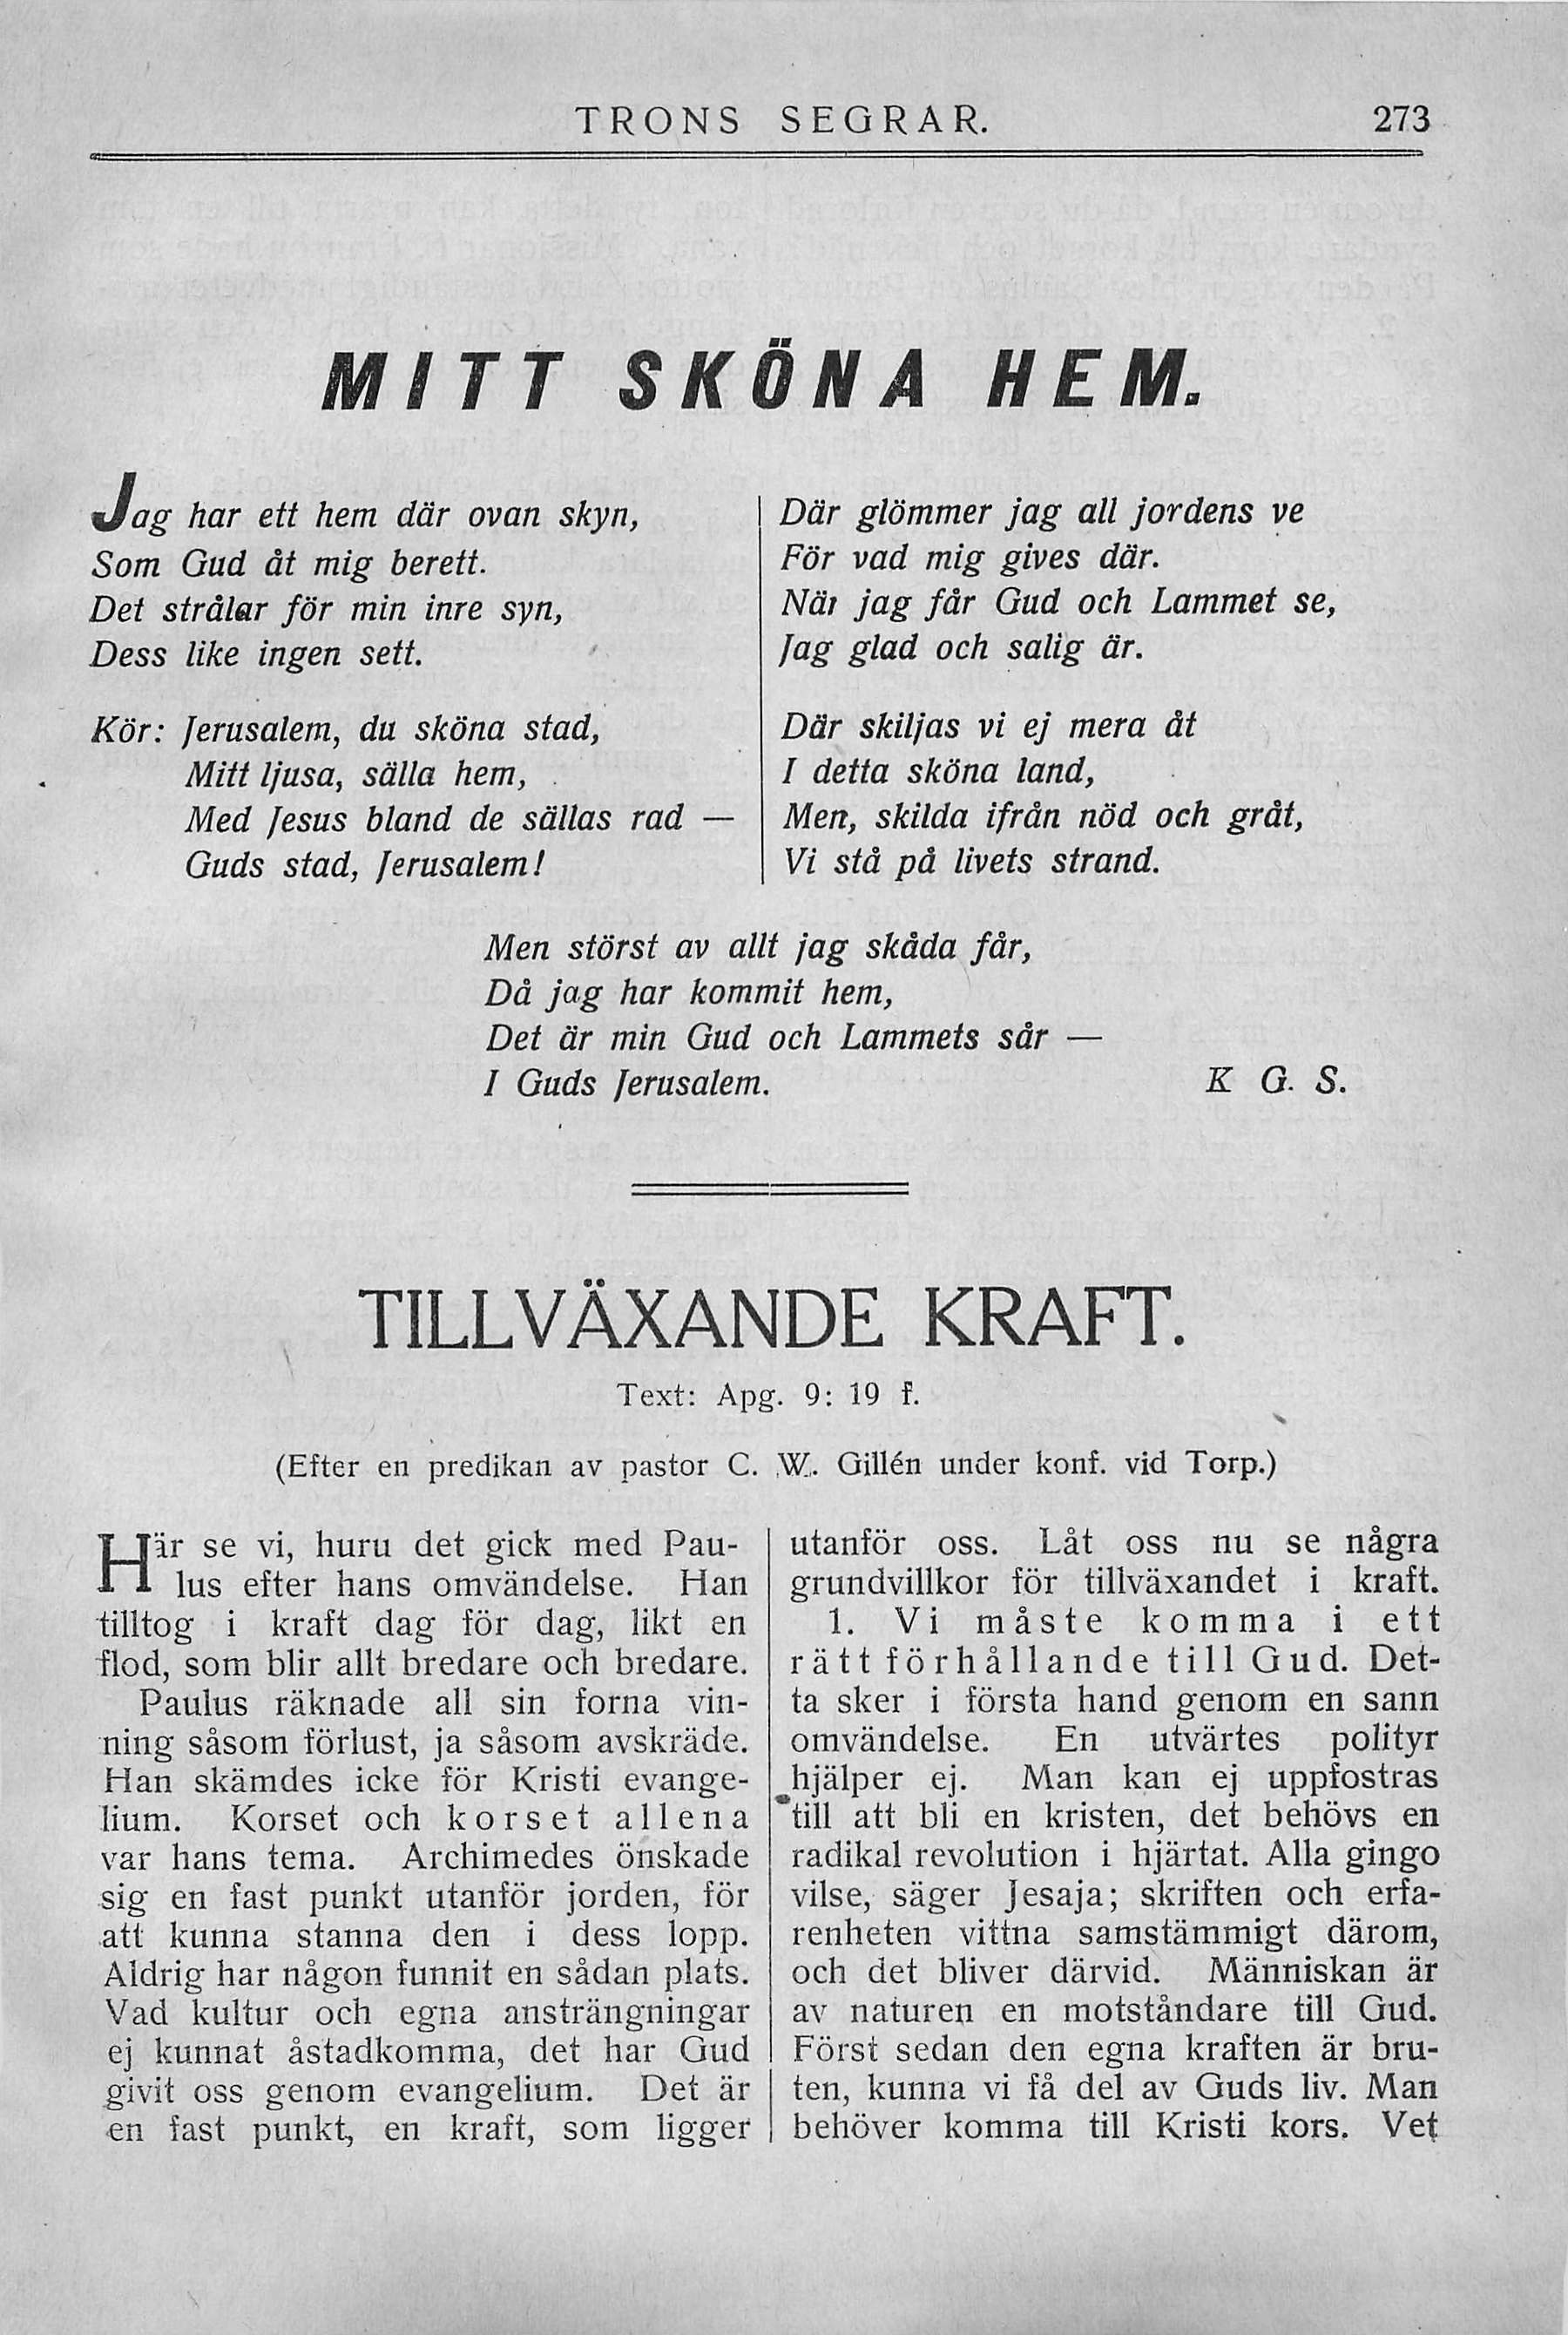 TRONS SEGRAR. 273
MITT SKÖNA HEM.
Jag har ett hem där ovan skyn,
Som Gud åt mig berett.
Det strålar för min inre syn,
Dess like ingen sett.
Kör: Jerusalem, du sköna stad,
Mitt ljusa, sälla hem,
Med Jesus bland de sällas rad —
Guds stad, Jerusalem!
Där glömmer jag all jordens ve
För vad mig gives där.
När jag får Gud och Lammet se,
Jag glad och salig är.
Där skiljas vi ej mera åt
I detta sköna land,
Men, skilda ifrån nöd och gråt,
Vi stå på livets strand.
Men störst av allt jag skåda får,
Då jag har kommit hem,
Det är min Gud och Lammets sår —
I Guds Jerusalem.
K G. S.
TILLVÄXANDE KRAFT.
Text: Apg. 9: 19 f.
(Efter en predikan av pastor C. W. Gillén under konf. vid Torp.)
Här se vi, huru det gick med Pau-
lus efter hans omvändelse. Han
tilltog i kraft dag för dag, likt en
flod, som blir allt bredare och bredare.
Paulus räknade all sin forna vin-
ning såsom förlust, ja såsom avskräde.
Han skämdes icke för Kristi evange-
lium. Korset och korset allena
var hans tema. Archimedes önskade
sig en fast punkt utanför jorden, för
att kunna stanna den i dess lopp.
Aldrig har någon funnit en sådan plats.
Vad kultur och egna ansträngningar
ej kunnat åstadkomma, det har Gud
givit oss genom evangelium. Det är
en fast punkt, en kraft, som ligger
utanför oss. Låt oss nu se några
grundvillkor för tillväxandet i kraft.
1. Vi måste komma i ett
rätt förhållande till Gud. Det-
ta sker i första hand genom en sann
omvändelse. En utvärtes polityr
hjälper ej. Man kan ej uppfostras
till att bli en kristen, det behövs en
radikal revolution i hjärtat. Alla gingo
vilse, säger Jesaja; skriften och erfa-
renheten vittna samstämmigt därom,
och det bliver därvid. Människan är
av naturen en motståndare till Gud.
Först sedan den egna kraften är bru-
ten, kunna vi få del av Guds liv. Man
behöver komma till Kristi kors. Vet